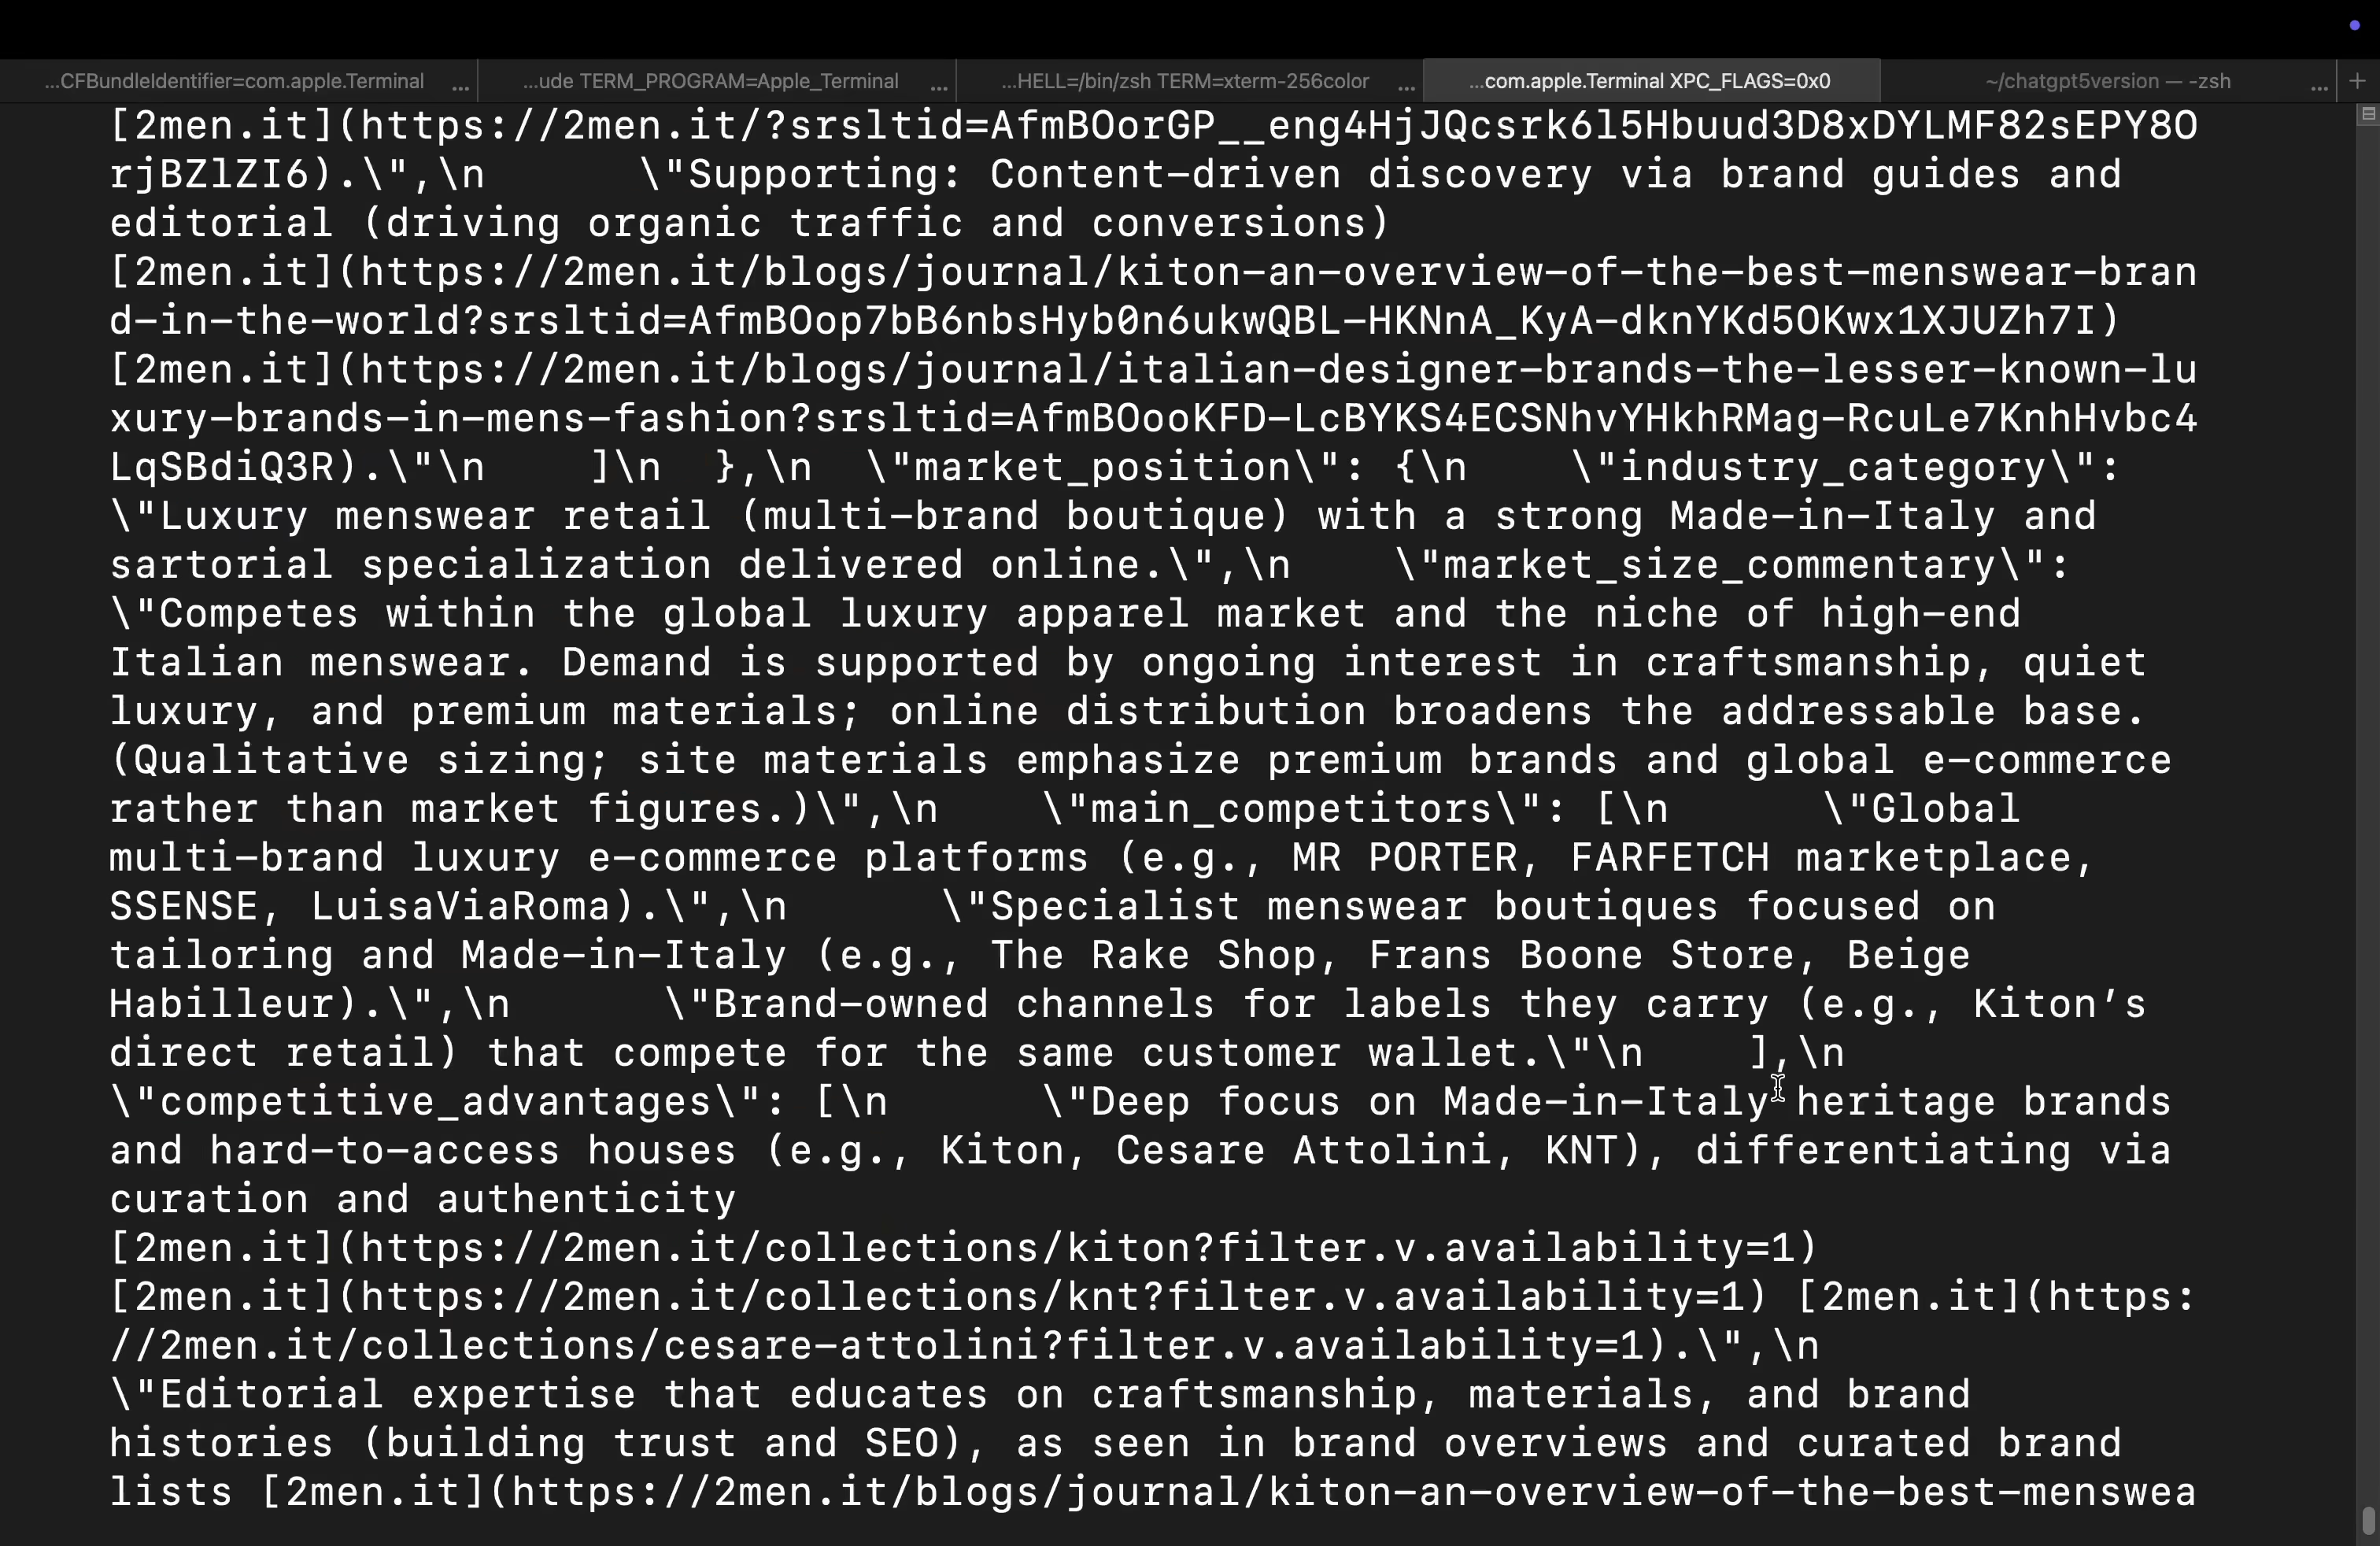 ...CFBundleIdentifier=com.apple.Terminal ... ...ude TERM_PROGRAM=Apple_Terminal ... ...HELL=/bin/zsh TERM=xterm-256color ... ...com.apple.Terminal XPC_FLAGS=0x0 ~/chatgpt5version — -zsh ... +
[2men.it](https://2men.it/?srsltid=AfmBOorGP__eng4HjJQcsrk6l5Hbuud3D8xDYLMF82sEPY8O
rjBZlZI6).\",\n      \"Supporting: Content-driven discovery via brand guides and
editorial (driving organic traffic and conversions)
[2men.it](https://2men.it/blogs/journal/kiton-an-overview-of-the-best-menswear-bran
d-in-the-world?srsltid=AfmBOop7bB6nbsHyb0n6ukwQBL-HKNnA_KyA-dknYKd5OKwx1XJUZh7I)
[2men.it](https://2men.it/blogs/journal/italian-designer-brands-the-lesser-known-lu
xury-brands-in-mens-fashion?srsltid=AfmBOooKFD-LcBYKS4ECSNhvYHkhRMag-RcuLe7KnhHvbc4
LqSBdiQ3R).\"\n    ]\n  },\n  \"market_position\": {\n    \"industry_category\":
\"Luxury menswear retail (multi-brand boutique) with a strong Made-in-Italy and
sartorial specialization delivered online.\",\n    \"market_size_commentary\":
\"Competes within the global luxury apparel market and the niche of high-end
Italian menswear. Demand is supported by ongoing interest in craftsmanship, quiet
luxury, and premium materials; online distribution broadens the addressable base.
(Qualitative sizing; site materials emphasize premium brands and global e-commerce
rather than market figures.)\",\n    \"main_competitors\": [\n      \"Global
multi-brand luxury e-commerce platforms (e.g., MR PORTER, FARFETCH marketplace,
SSENSE, LuisaViaRoma).\",\n      \"Specialist menswear boutiques focused on
tailoring and Made-in-Italy (e.g., The Rake Shop, Frans Boone Store, Beige
Habilleur).\",\n      \"Brand-owned channels for labels they carry (e.g., Kiton’s
direct retail) that compete for the same customer wallet.\"\n    ],\n
\"competitive_advantages\": [\n      \"Deep focus on Made-in-Italy heritage brands
and hard-to-access houses (e.g., Kiton, Cesare Attolini, KNT), differentiating via
curation and authenticity
[2men.it](https://2men.it/collections/kiton?filter.v.availability=1)
[2men.it](https://2men.it/collections/knt?filter.v.availability=1) [2men.it](https:
//2men.it/collections/cesare-attolini?filter.v.availability=1).\",\n
\"Editorial expertise that educates on craftsmanship, materials, and brand
histories (building trust and SEO), as seen in brand overviews and curated brand
lists [2men.it](https://2men.it/blogs/journal/kiton-an-overview-of-the-best-menswea